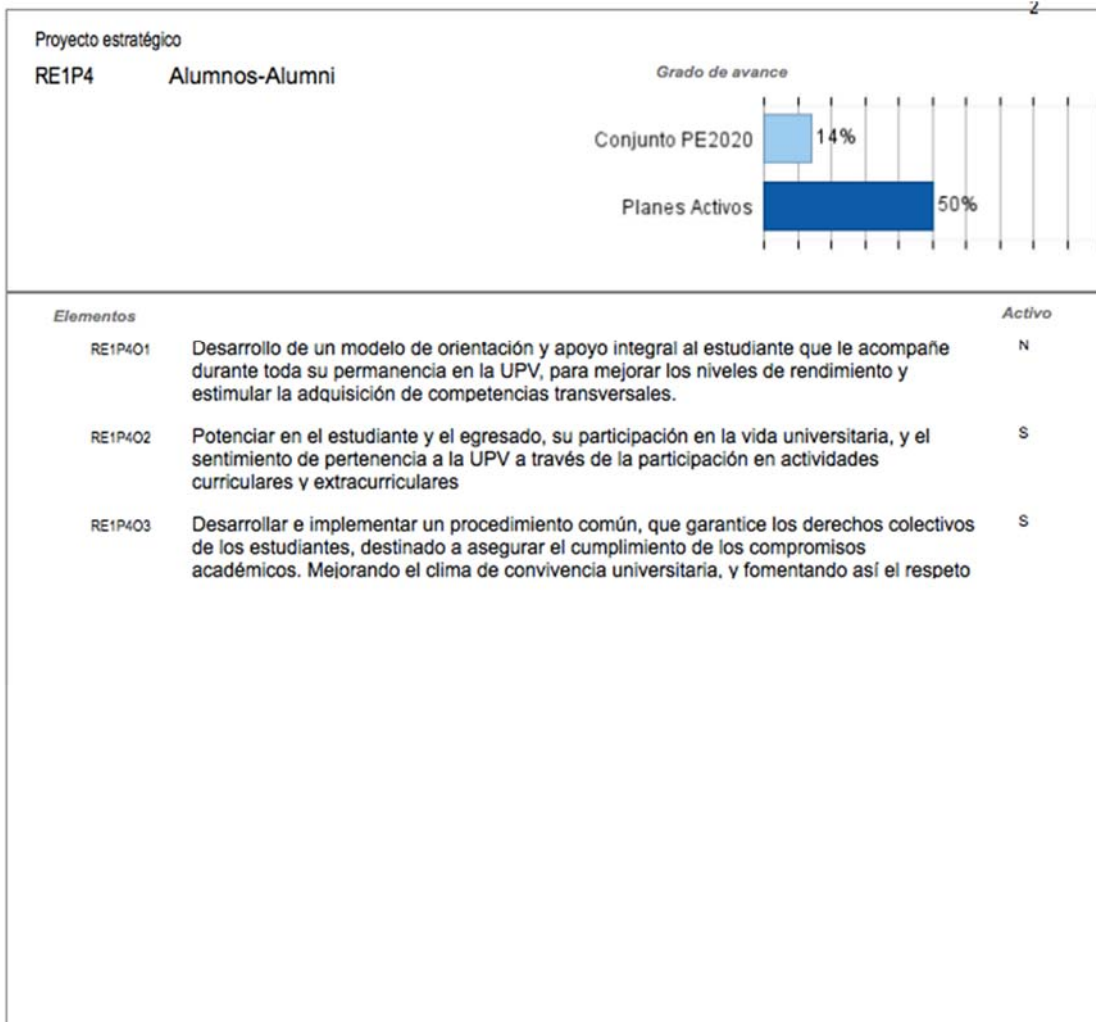 2
Proyecto estratégico
RE1P4 Alumnos-Alumni
Grado de avance
Conjunto PE2020 14%
Planes Activos 50%
Elementos Activo
RE1P4O1 Desarrollo de un modelo de orientación y apoyo integral al estudiante que le acompañe N
durante toda su permanencia en la UPV, para mejorar los niveles de rendimiento y
estimular la adquisición de competencias transversales.
RE1P4O2 Potenciar en el estudiante y el egresado, su participación en la vida universitaria, y el S
sentimiento de pertenencia a la UPV a través de la participación en actividades
curriculares y extracurriculares
RE1P4O3 Desarrollar e implementar un procedimiento común, que garantice los derechos colectivos S
de los estudiantes, destinado a asegurar el cumplimiento de los compromisos
académicos. Mejorando el clima de convivencia universitaria, y fomentando así el respeto